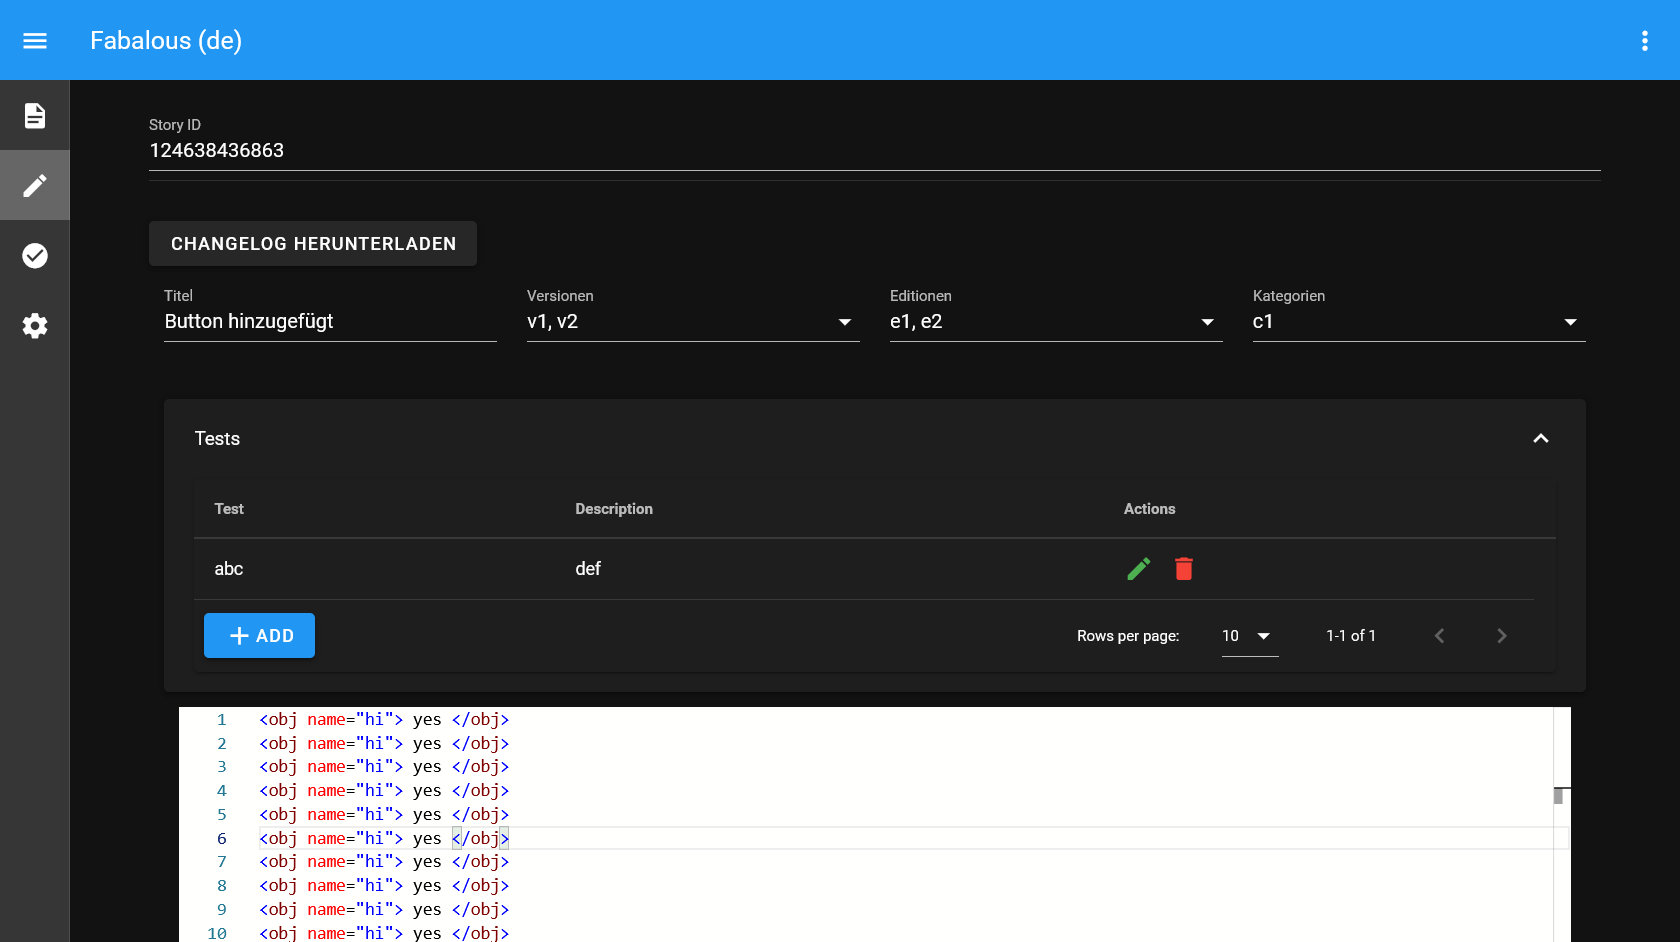 Fabalous (de)
Story ID
124638436863
CHANGELOG HERUNTERLADEN
Titel Versionen Editionen Kategorien
Button hinzugefügt v1, v2 e1, e2 c1
Tests
Test Description Actions
abc def
ADD Rows per page: 10 1-1 of 1
1 <obj name="hi"> yes </obj>
2 <obj name="hi"> yes </obj>
3 <obj name="hi"> yes </obj>
4 <obj name="hi"> yes </obj>
5 <obj name="hi"> yes </obj>
6 <obj name="hi"> yes </obj>
7 <obj name="hi"> yes </obj>
8 <obj name="hi"> yes </obj>
9 <obj name="hi"> yes </obj>
10 <obj name="hi"> yes </obj>